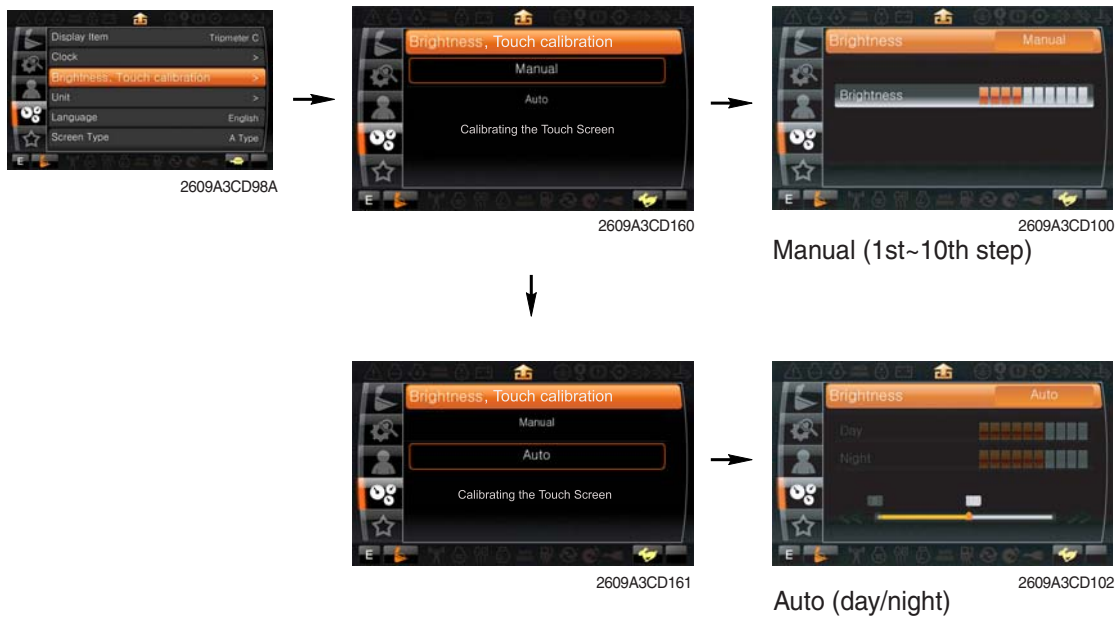 Display Item Tripmeter C
Clock >
Brightness, Touch calibration >
Unit >
Language English
Screen Type A Type
E
2609A3CD98A
Brightness, Touch calibration
Manual
Auto
Calibrating the Touch Screen
E
2609A3CD160
Brightness Manual
Brightness
E
2609A3CD100
Manual (1st~10th step)
Brightness, Touch calibration
Manual
Auto
Calibrating the Touch Screen
E
2609A3CD161
Brightness Auto
Day
Night
E
2609A3CD102
Auto (day/night)